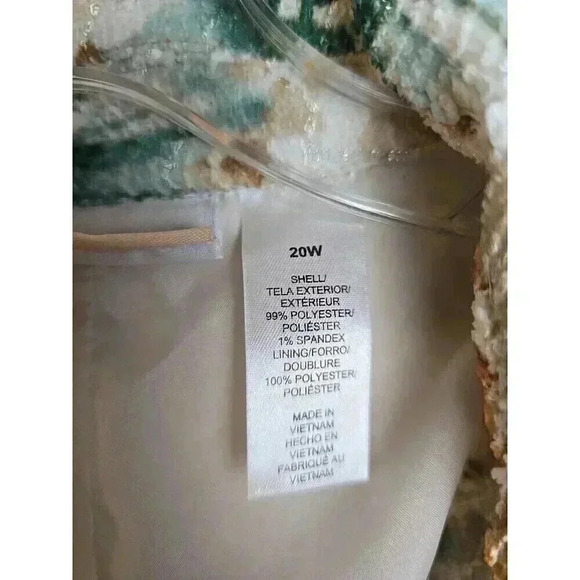 20W
SHELL/
TELA EXTERIOR/
EXTÉRIEUR
99% POLYESTER/
POLIÉSTER
1% SPANDEX
LINING/FORRO/
DOUBLURE
100% POLYESTER/
POLIÉSTER
MADE IN
VIETNAM
HECHO EN
VIETNAM
FABRIQUÉ AU
VIETNAM